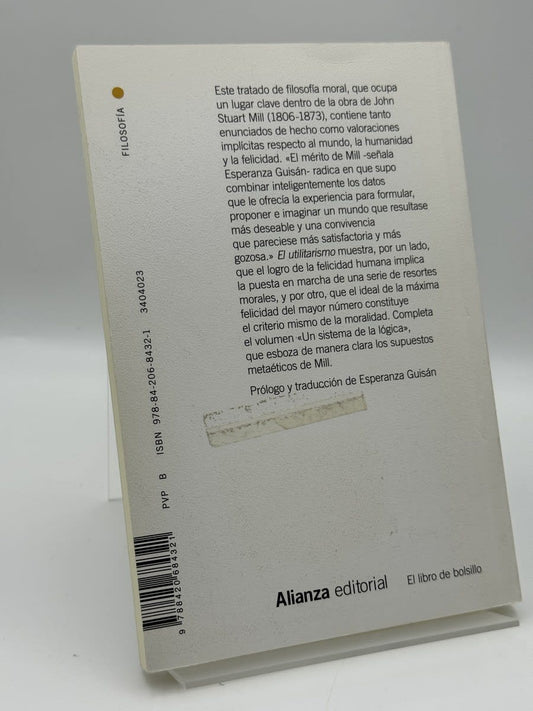 FILOSOFÍA
Este tratado de filosofía moral, que ocupa
un lugar clave dentro de la obra de John
Stuart Mill (1806-1873), contiene tanto
enunciados de hecho como valoraciones
implícitas respecto al mundo, la humanidad
y la felicidad. «El mérito de Mill -señala
Esperanza Guisán- radica en que supo
combinar inteligentemente los datos
que le ofrecía la experiencia para formular,
proponer e imaginar un mundo que resultase
más deseable y una convivencia
que pareciese más satisfactoria y más
gozosa.» El utilitarismo muestra, por un lado,
que el logro de la felicidad humana implica
la puesta en marcha de una serie de resortes
morales, y por otro, que el ideal de la máxima
felicidad del mayor número constituye
el criterio mismo de la moralidad. Completa
el volumen «Un sistema de la lógica»,
que esboza de manera clara los supuestos
metaéticos de Mill.
Prólogo y traducción de Esperanza Guisán
PVP B ISBN 978-84-206-8432-1 3404023
9 788420 684321
Alianza editorial El libro de bolsillo